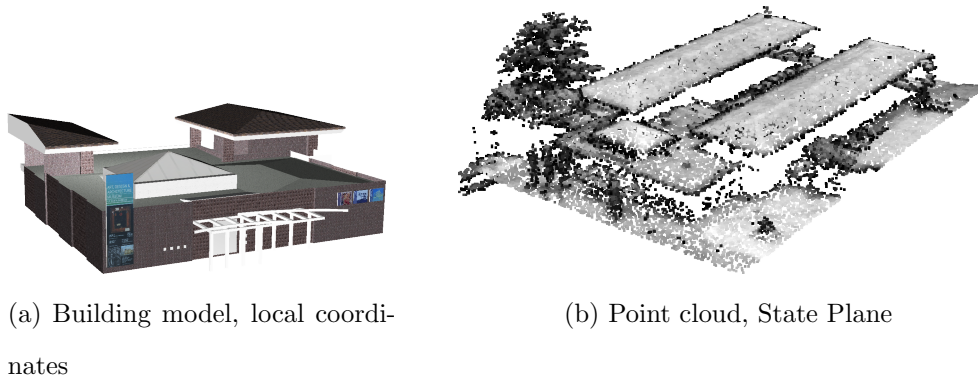 (a) Building model, local coordi-
nates
(b) Point cloud, State Plane